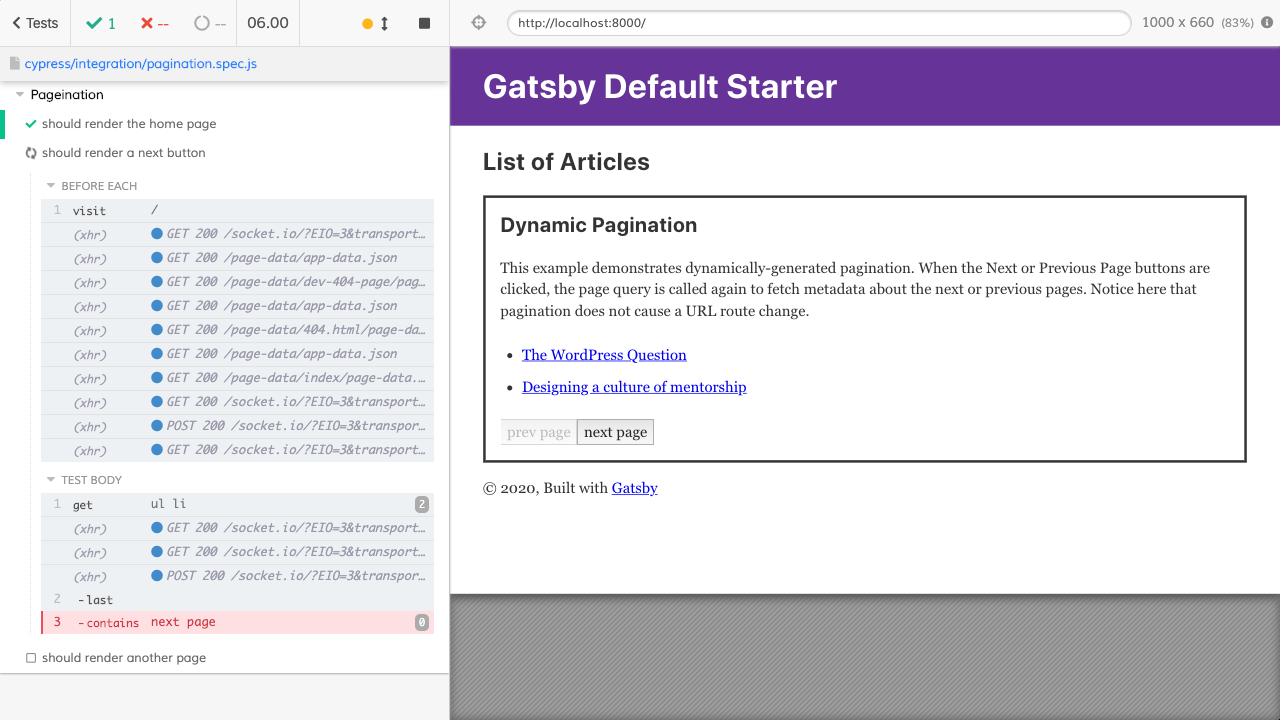 Tests
1
--
--
06.00
cypress/integration/pagination.spec.js
Pageination
should render the home page
should render a next button
BEFORE EACH
1 visit /
(xhr) GET 200 /socket.io/?EIO=3&transport…
(xhr) GET 200 /page-data/app-data.json
(xhr) GET 200 /page-data/dev-404-page/pag…
(xhr) GET 200 /page-data/app-data.json
(xhr) GET 200 /page-data/404.html/page-da…
(xhr) GET 200 /page-data/app-data.json
(xhr) GET 200 /page-data/index/page-data.…
(xhr) GET 200 /socket.io/?EIO=3&transport…
(xhr) POST 200 /socket.io/?EIO=3&transpor…
(xhr) GET 200 /socket.io/?EIO=3&transport…
TEST BODY
1 get ul li 2
(xhr) GET 200 /socket.io/?EIO=3&transport…
(xhr) GET 200 /socket.io/?EIO=3&transport…
(xhr) POST 200 /socket.io/?EIO=3&transpor…
2 -last
3 -contains next page 0
should render another page
http://localhost:8000/
1000 x 660 (83%)
Gatsby Default Starter
List of Articles
Dynamic Pagination
This example demonstrates dynamically-generated pagination. When the Next or Previous Page buttons are
clicked, the page query is called again to fetch metadata about the next or previous pages. Notice here that
pagination does not cause a URL route change.
• The WordPress Question
• Designing a culture of mentorship
prev page next page
© 2020, Built with Gatsby